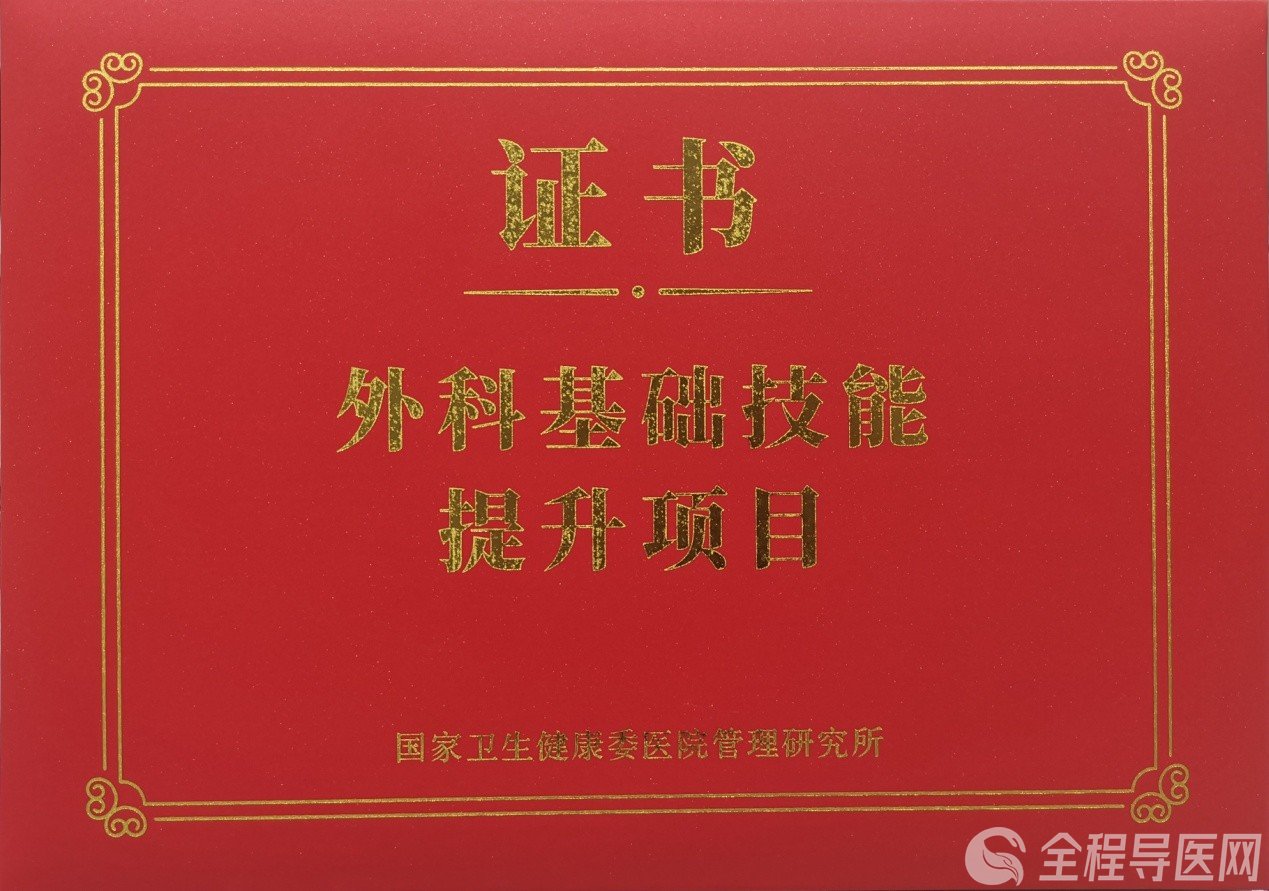 证书
外科基础技能
提升项目
国家卫生健康委医院管理研究所
全程导医网